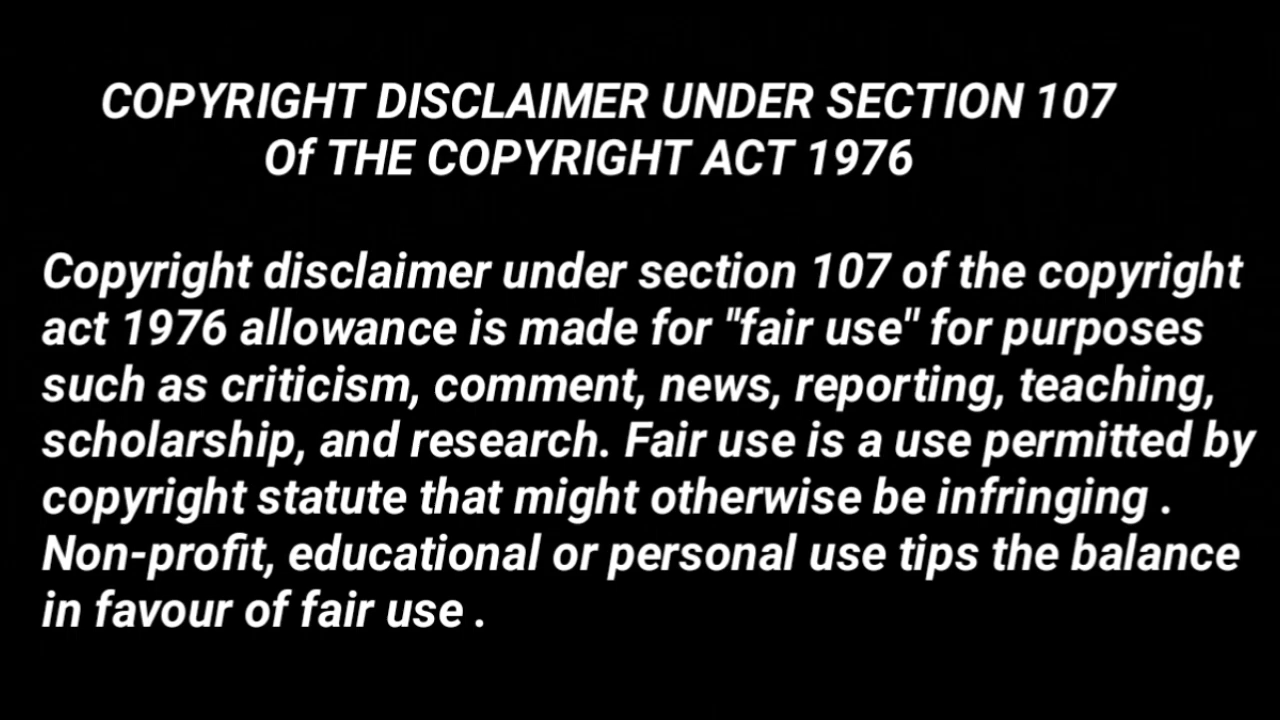 COPYRIGHT DISCLAIMER UNDER SECTION 107
Of THE COPYRIGHT ACT 1976
Copyright disclaimer under section 107 of the copyright
act 1976 allowance is made for "fair use" for purposes
such as criticism, comment, news, reporting, teaching,
scholarship, and research. Fair use is a use permitted by
copyright statute that might otherwise be infringing .
Non-profit, educational or personal use tips the balance
in favour of fair use .